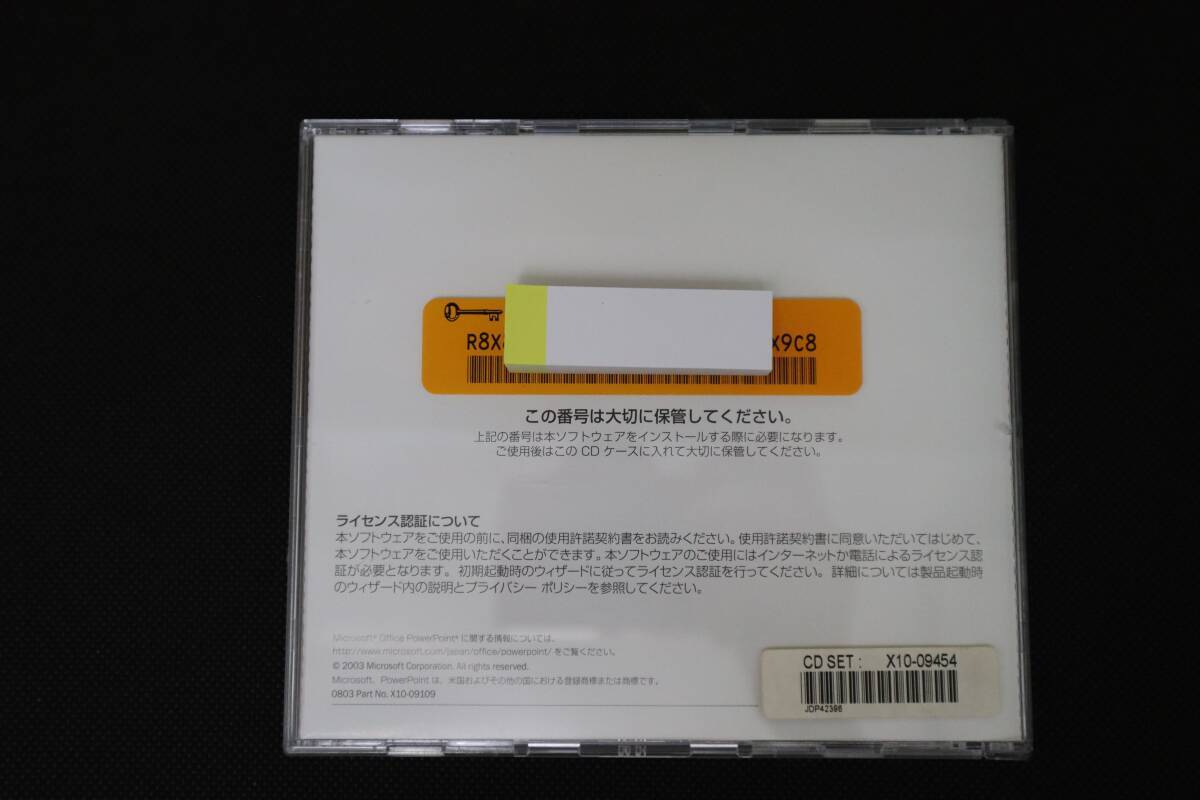 R8X
X9C8
この番号は大切に保管してください。
上記の番号は本ソフトウェアをインストールする際に必要になります。
ご使用後はこの CD ケースに入れて大切に保管してください。
ライセンス認証について
本ソフトウェアをご使用の前に、同梱の使用許諾契約書をお読みください。使用許諾契約書に同意いただいてはじめて、
本ソフトウェアをご使用いただくことができます。本ソフトウェアのご使用にはインターネットか電話によるライセンス認
証が必要となります。初期起動時のウィザードに従ってライセンス認証を行ってください。詳細については製品起動時
のウィザード内の説明とプライバシー ポリシーを参照してください。
Microsoft® Office PowerPoint® に関する情報については、
http://www.microsoft.com/japan/office/powerpoint/ をご覧ください。
© 2003 Microsoft Corporation. All rights reserved.
Microsoft、PowerPoint は、米国およびその他の国における登録商標または商標です。
0803 Part No. X10-09109
CD SET : X10-09454
JDP42396